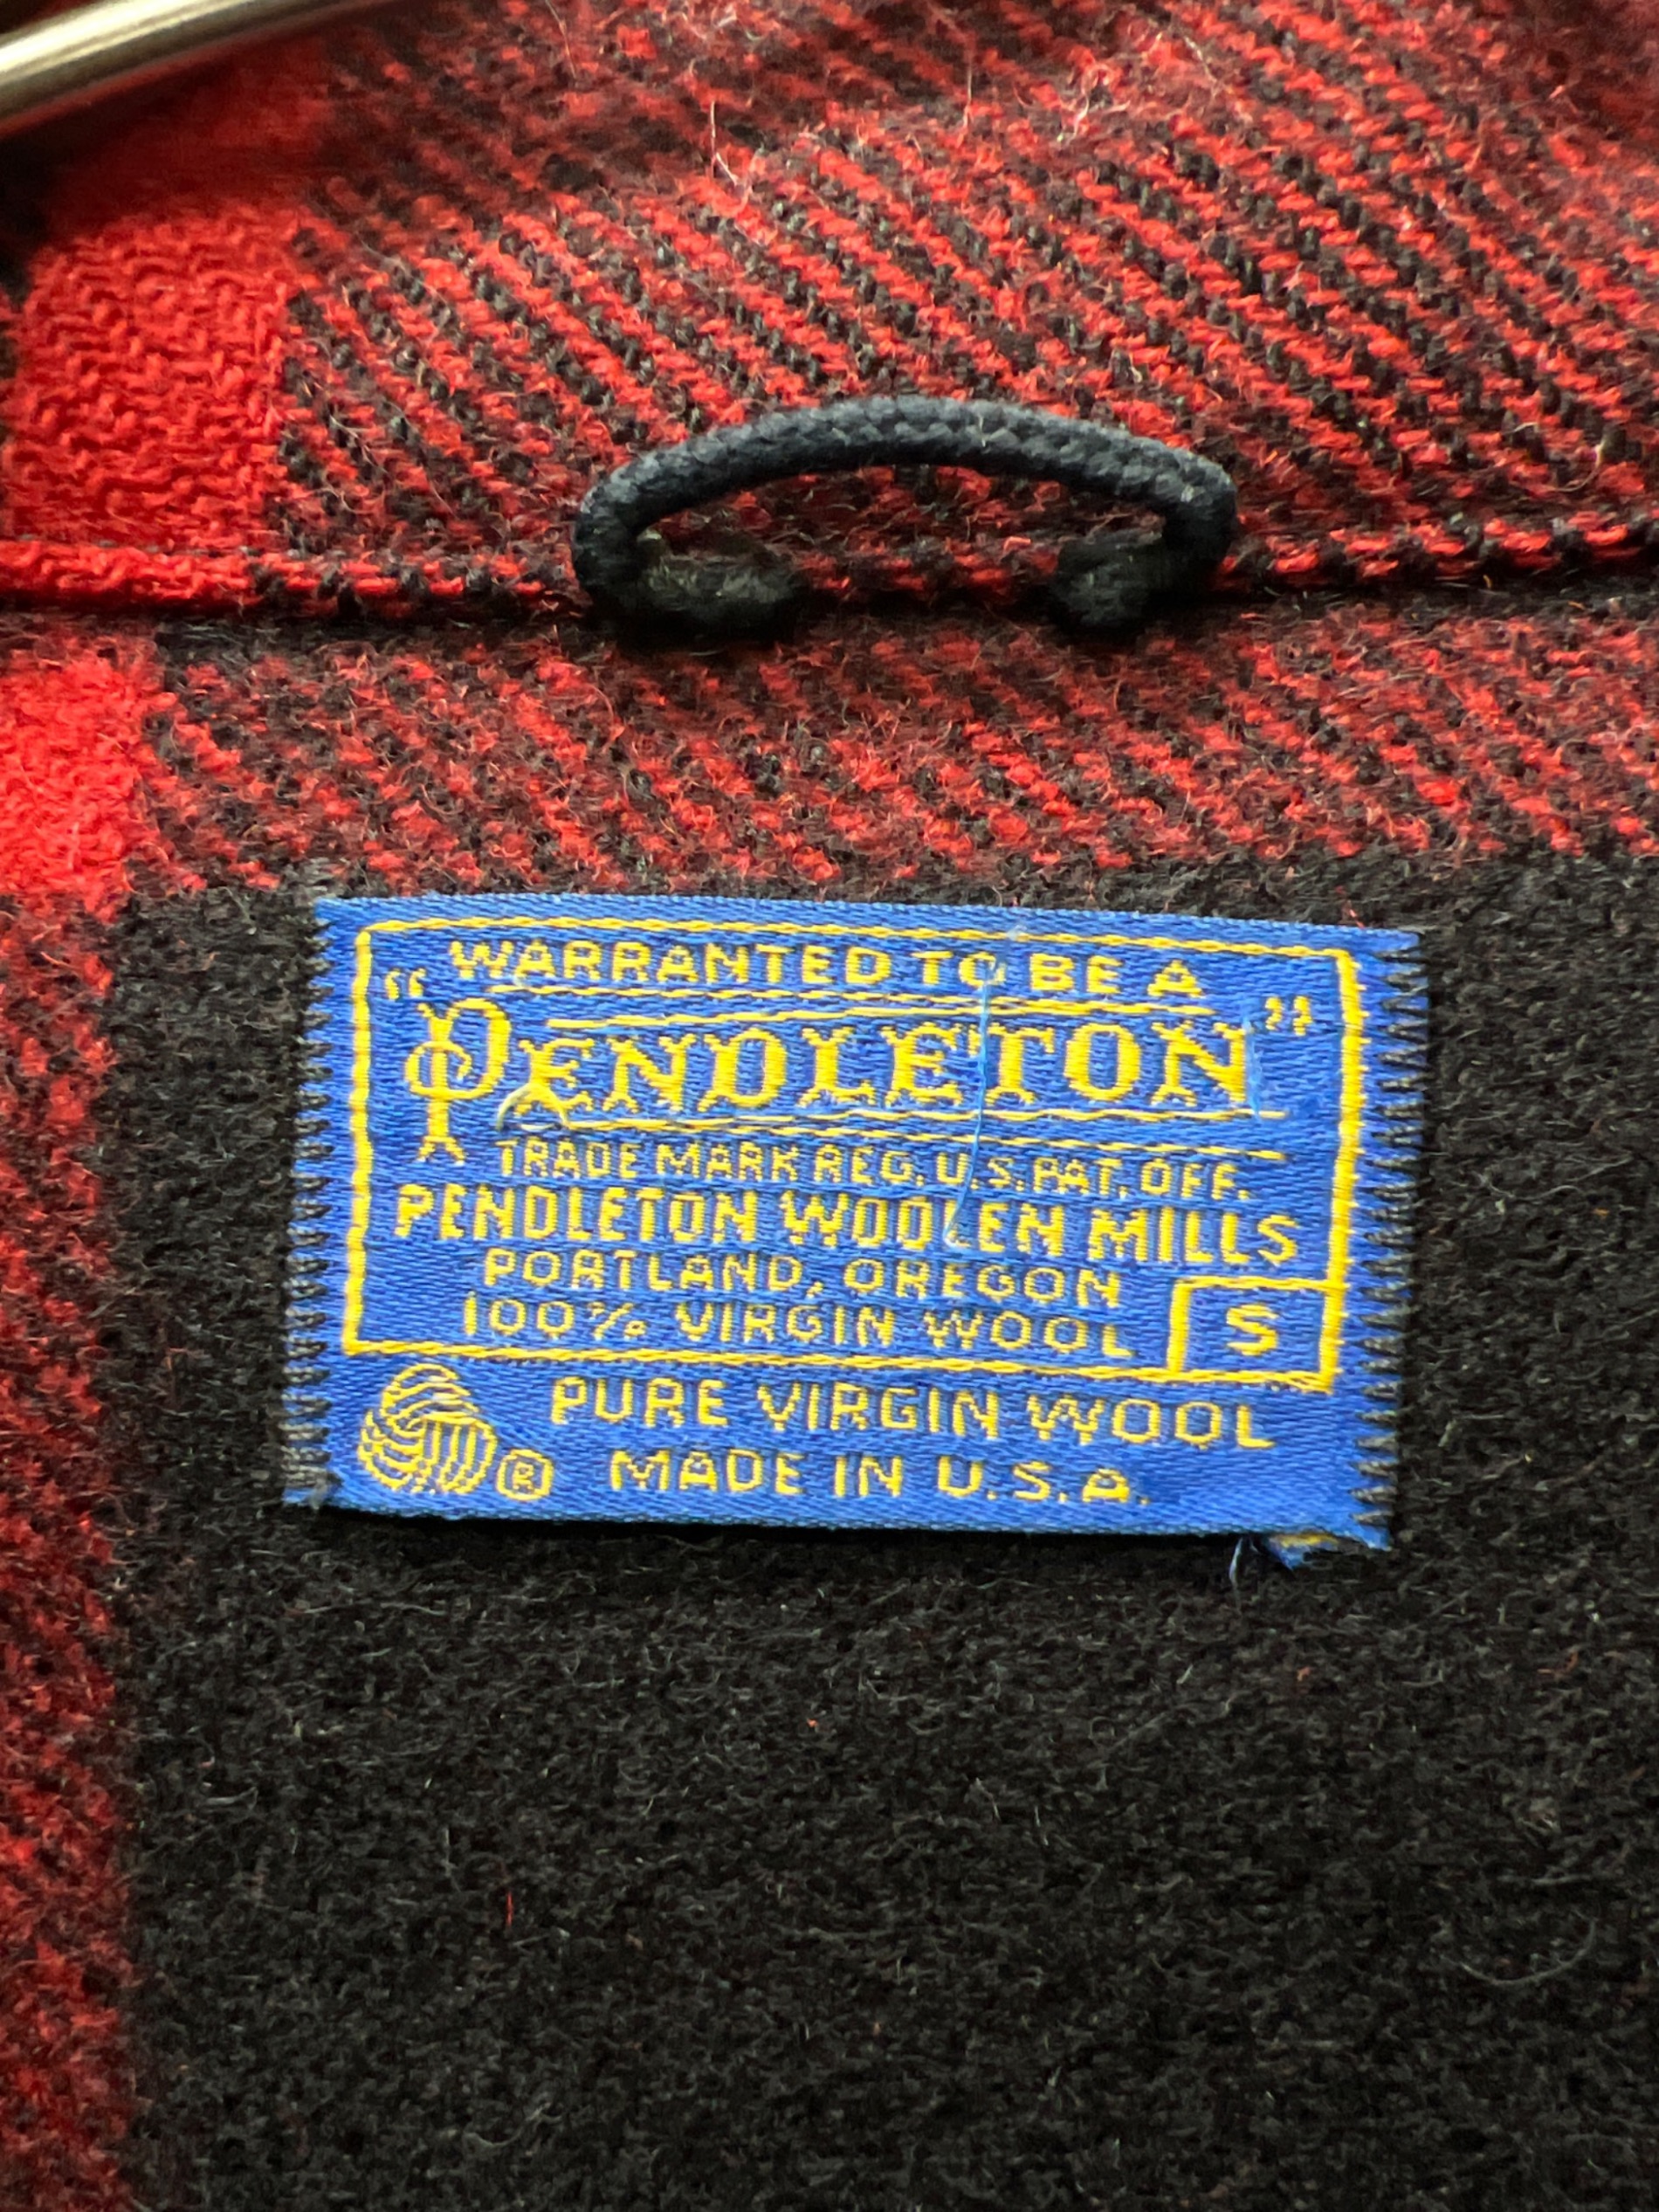 WARRANTED TO BE A
"PENDLETON"
TRADE MARK REG. U.S. PAT. OFF.
PENDLETON WOOLEN MILLS
PORTLAND, OREGON
100% VIRGIN WOOL
S
PURE VIRGIN WOOL
® MADE IN U.S.A.